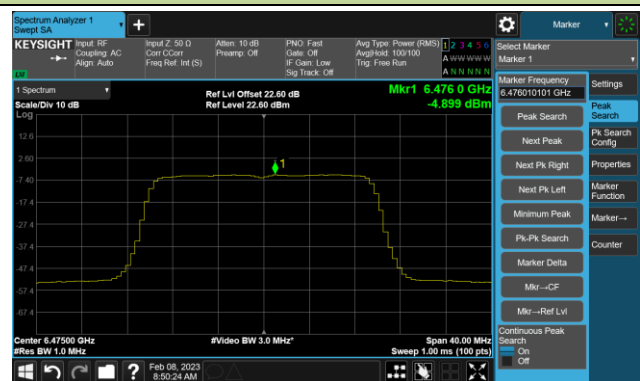 Spectrum Analyzer 1
Swept SA
Marker
KEYSIGHT
Input: RF
Coupling: AC
Align: Auto
Input Z: 50 Ω
Corr CCorr
Freq Ref: Int (S)
Atten: 10 dB
Preamp: Off
PNO: Fast
Gate: Off
IF Gain: Low
Sig Track: Off
Avg Type: Power (RMS)
Avg|Hold: 100/100
Trig: Free Run
1 2 3 4 5 6
A W W W W W
A N N N N N
Select Marker
Marker 1
1 Spectrum
Scale/Div 10 dB
Log
Ref Lvl Offset 22.60 dB
Ref Level 22.60 dBm
Mkr1 6.476 0 GHz
-4.899 dBm
12.6
2.60
-7.40
-17.4
-27.4
-37.4
-47.4
-57.4
-67.4
1
Center 6.47500 GHz
#Res BW 1.0 MHz
#Video BW 3.0 MHz*
Span 40.00 MHz
Sweep 1.00 ms (100 pts)
Marker Frequency
6.476010101 GHz
Peak Search
Next Peak
Next Pk Right
Next Pk Left
Minimum Peak
Pk-Pk Search
Marker Delta
Mkr→CF
Mkr→Ref Lvl
Continuous Peak
Search
On
Off
Settings
Peak
Search
Pk Search
Config
Properties
Marker
Function
Marker→
Counter
Feb 08, 2023
8:50:24 AM